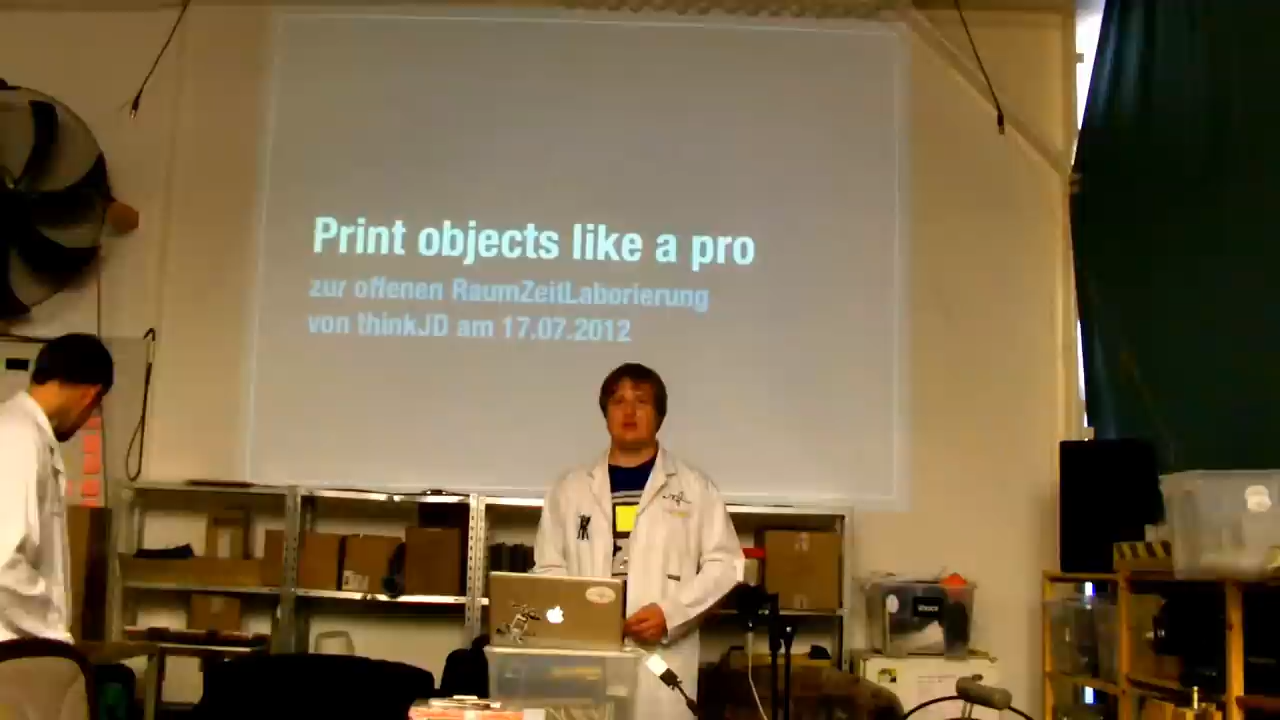 Print objects like a pro
zur offenen RaumZeitLaborierung
von thinkJD am 17.07.2012